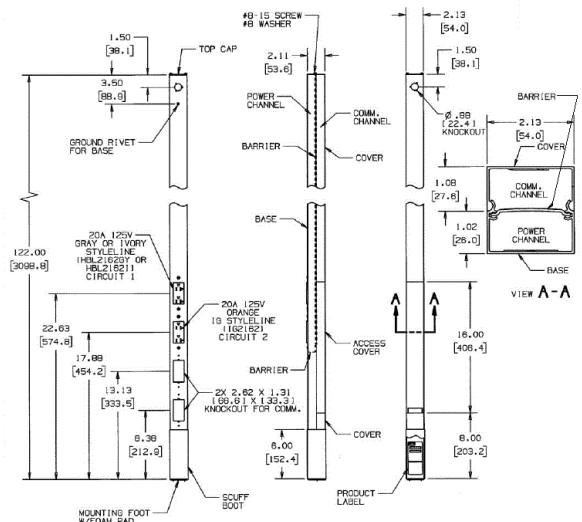 #8-15 SCREW
#8 WASHER
2.13
[54.0]
1.50
[38.1]
TOP CAP
2.11
[53.6]
1.50
[38.1]
3.50
[88.9]
POWER
CHANNEL
COMM.
CHANNEL
Ø.88
[22.4]
KNOCKOUT
BARRIER
2.13
[54.0]
COVER
GROUND RIVET
FOR BASE
BARRIER
COVER
1.08
[27.6]
COMM.
CHANNEL
BASE
1.02
[26.0]
POWER
CHANNEL
BASE
VIEW A-A
122.00
[3098.8]
20A 125V
GRAY OR IVORY
STYLELINE
(HBL2162GY OR
HBL2162I)
CIRCUIT 1
20A 125V
ORANGE
IG STYLELINE
(IG2162)
CIRCUIT 2
A
A
22.63
[574.8]
17.88
[454.2]
ACCESS
COVER
16.00
[406.4]
BARRIER
13.13
[333.5]
2X 2.62 X 1.31
[66.6] X [33.3]
KNOCKOUT FOR COMM.
8.38
[212.9]
6.00
[152.4]
COVER
8.00
[203.2]
SCUFF
BOOT
PRODUCT
LABEL
MOUNTING FOOT
W/FOAM PAD